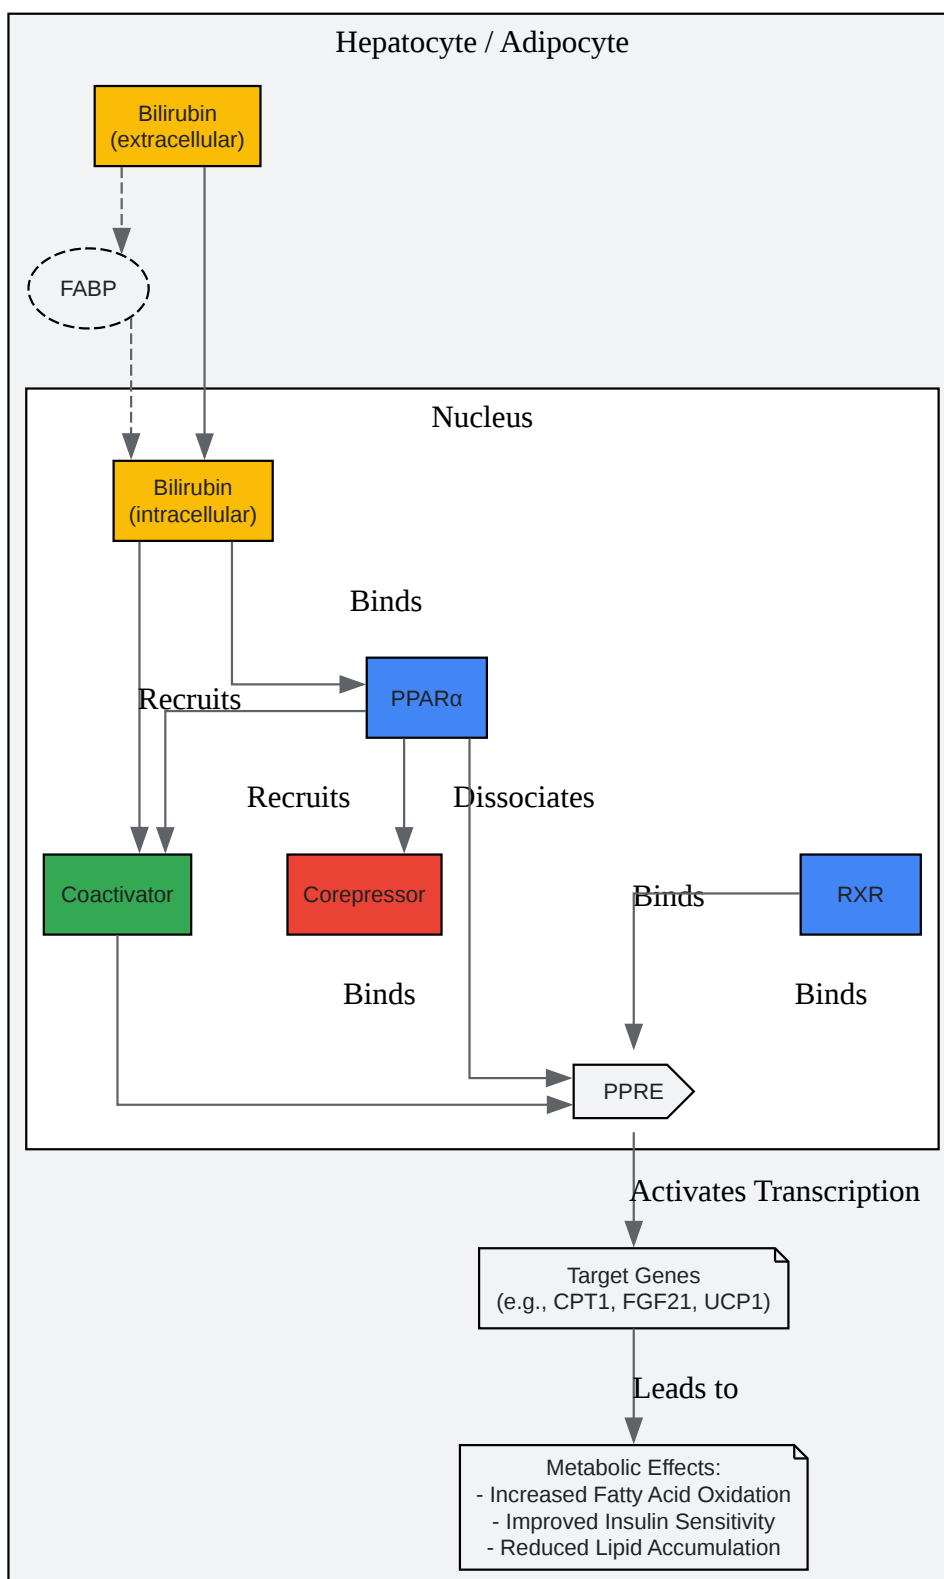 Hepatocyte / Adipocyte
Bilirubin
(extracellular)
FABP
Nucleus
Bilirubin
(intracellular)
Binds
Recruits
PPARα
Recruits
Dissociates
Coactivator
Corepressor
Binds
RXR
Binds
Binds
PPRE
Activates Transcription
Target Genes
(e.g., CPT1, FGF21, UCP1)
Leads to
Metabolic Effects:
- Increased Fatty Acid Oxidation
- Improved Insulin Sensitivity
- Reduced Lipid Accumulation